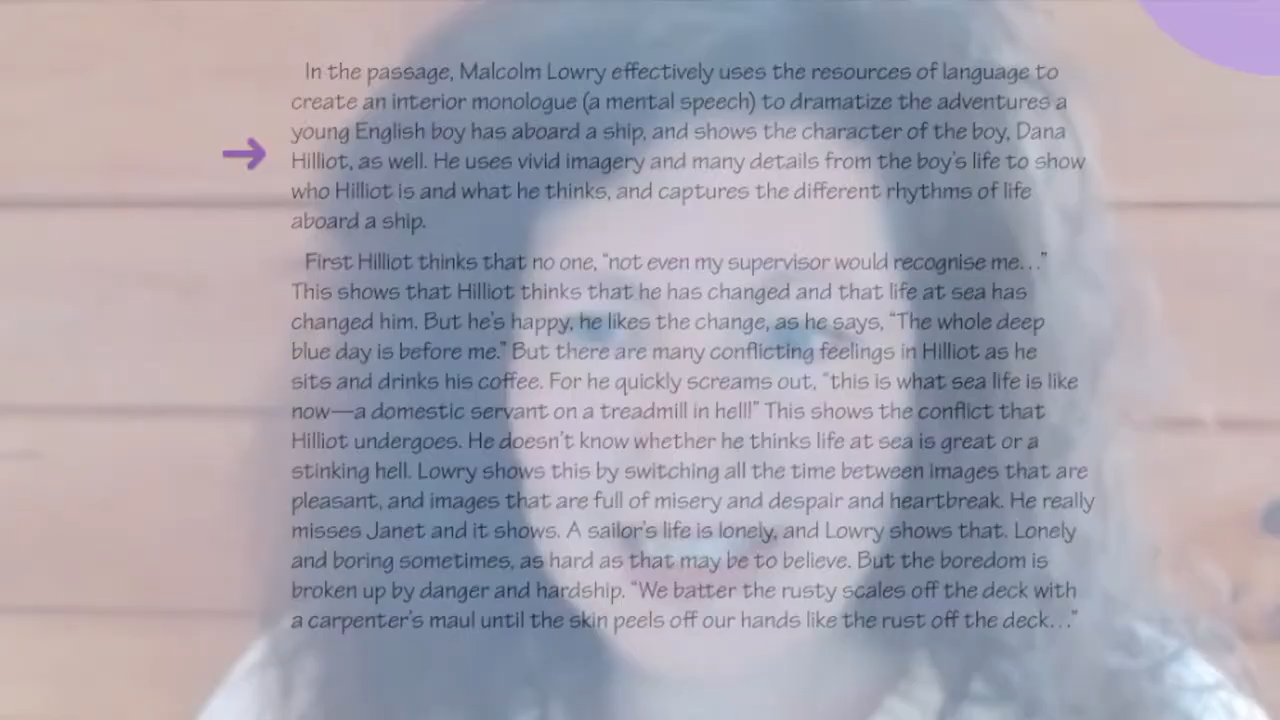 In the passage, Malcolm Lowry effectively uses the resources of language to
create an interior monologue (a mental speech) to dramatize the adventures a
young English boy has aboard a ship, and shows the character of the boy, Dana
Hilliot, as well. He uses vivid imagery and many details from the boy's life to show
who Hilliot is and what he thinks, and captures the different rhythms of life
aboard a ship.
First Hilliot thinks that no one, "not even my supervisor would recognise me..."
This shows that Hilliot thinks that he has changed and that life at sea has
changed him. But he's happy, he likes the change, as he says, "The whole deep
blue day is before me." But there are many conflicting feelings in Hilliot as he
sits and drinks his coffee. For he quickly screams out, "this is what sea life is like
now—a domestic servant on a treadmill in hell!" This shows the conflict that
Hilliot undergoes. He doesn't know whether he thinks life at sea is great or a
stinking hell. Lowry shows this by switching all the time between images that are
pleasant, and images that are full of misery and despair and heartbreak. He really
misses Janet and it shows. A sailor's life is lonely, and Lowry shows that. Lonely
and boring sometimes, as hard as that may be to believe. But the boredom is
broken up by danger and hardship. "We batter the rusty scales off the deck with
a carpenter's maul until the skin peels off our hands like the rust off the deck..."